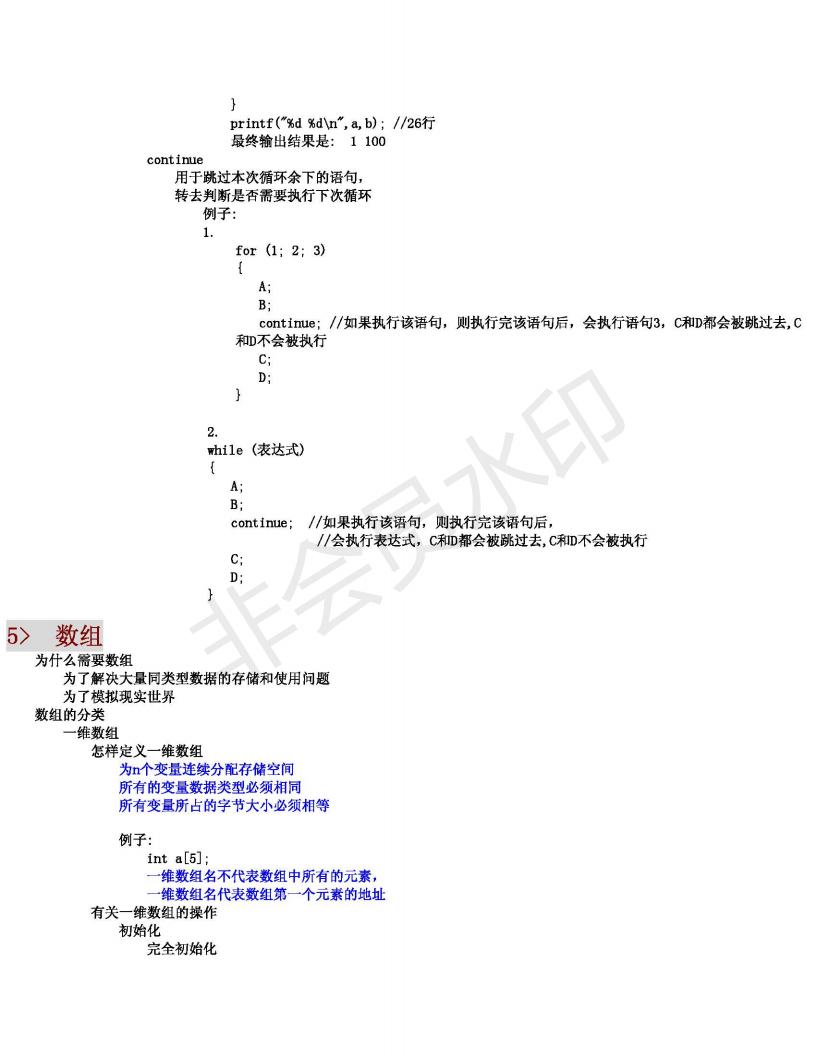 }
printf("%d %d\n", a, b); //26行
最终输出结果是: 1 100
continue
用于跳过本次循环余下的语句，
转去判断是否需要执行下次循环
例子:
1.
for (1; 2; 3)
{
A;
B;
continue; //如果执行该语句，则执行完该语句后，会执行语句3，C和D都会被跳过去,C
和D不会被执行
C;
D;
}
2.
while (表达式)
{
A;
B;
continue; //如果执行该语句，则执行完该语句后，
//会执行表达式，C和D都会被跳过去,C和D不会被执行
C;
D;
}
非会员水印
5> 数组
为什么需要数组
为了解决大量同类型数据的存储和使用问题
为了模拟现实世界
数组的分类
一维数组
怎样定义一维数组
为n个变量连续分配存储空间
所有的变量数据类型必须相同
所有变量所占的字节大小必须相等
例子:
int a[5];
一维数组名不代表数组中所有的元素，
一维数组名代表数组第一个元素的地址
有关一维数组的操作
初始化
完全初始化